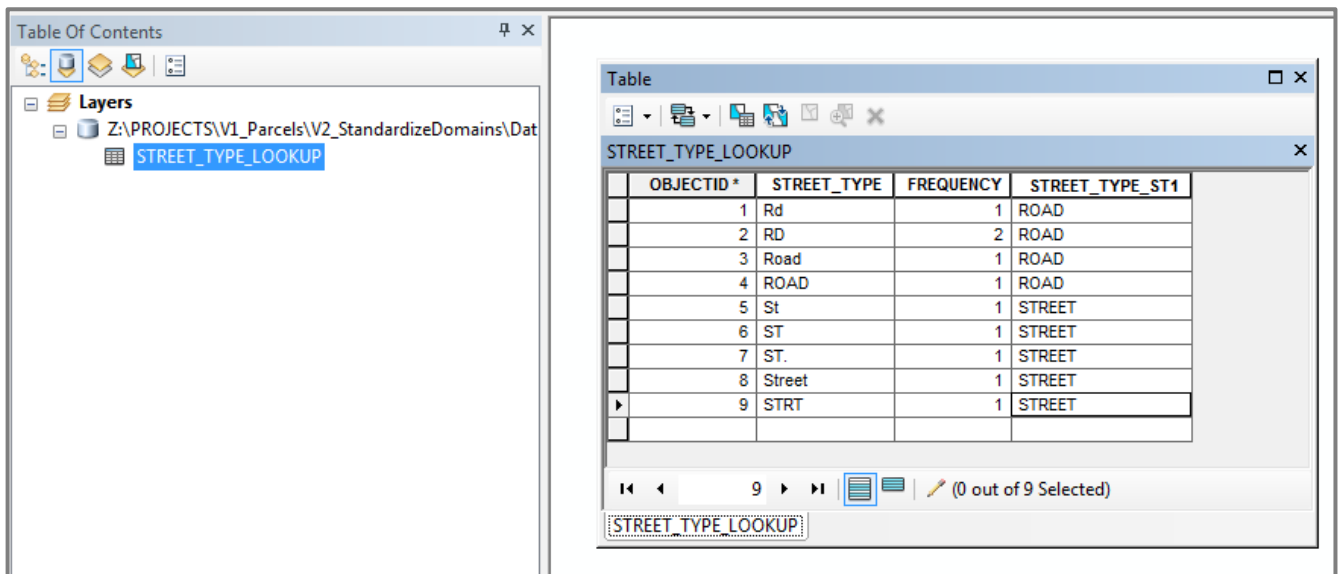 Table Of Contents
Layers
Z:\PROJECTS\V1_Parcels\V2_StandardizeDomains\Dat
STREET_TYPE_LOOKUP
Table
STREET_TYPE_LOOKUP
OBJECTID * STREET_TYPE FREQUENCY STREET_TYPE_ST1
1 Rd 1 ROAD
2 RD 2 ROAD
3 Road 1 ROAD
4 ROAD 1 ROAD
5 St 1 STREET
6 ST 1 STREET
7 ST. 1 STREET
8 Street 1 STREET
9 STRT 1 STREET
9 (0 out of 9 Selected)
STREET_TYPE_LOOKUP